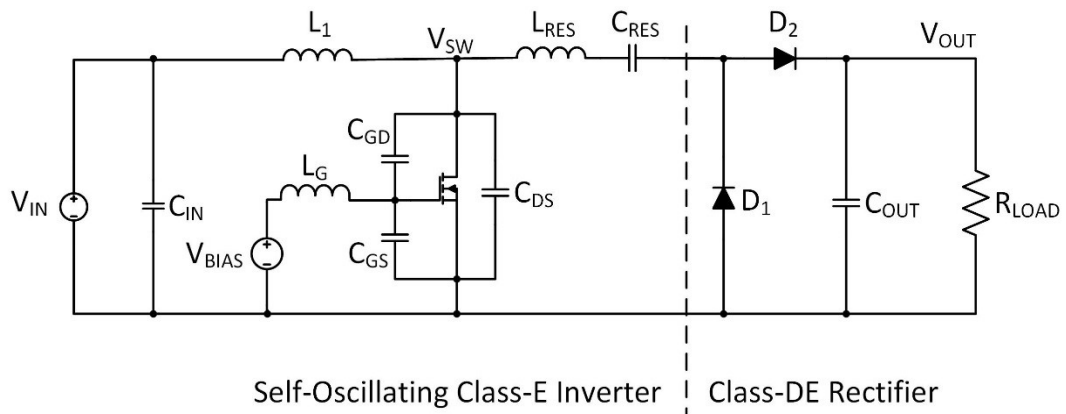 L1
VSW
LRES
CRES
D2
VOUT
CGD
LG
VIN
CIN
CDS
D1
COUT
RLOAD
VBIAS
CGS
Self-Oscillating Class-E Inverter
Class-DE Rectifier